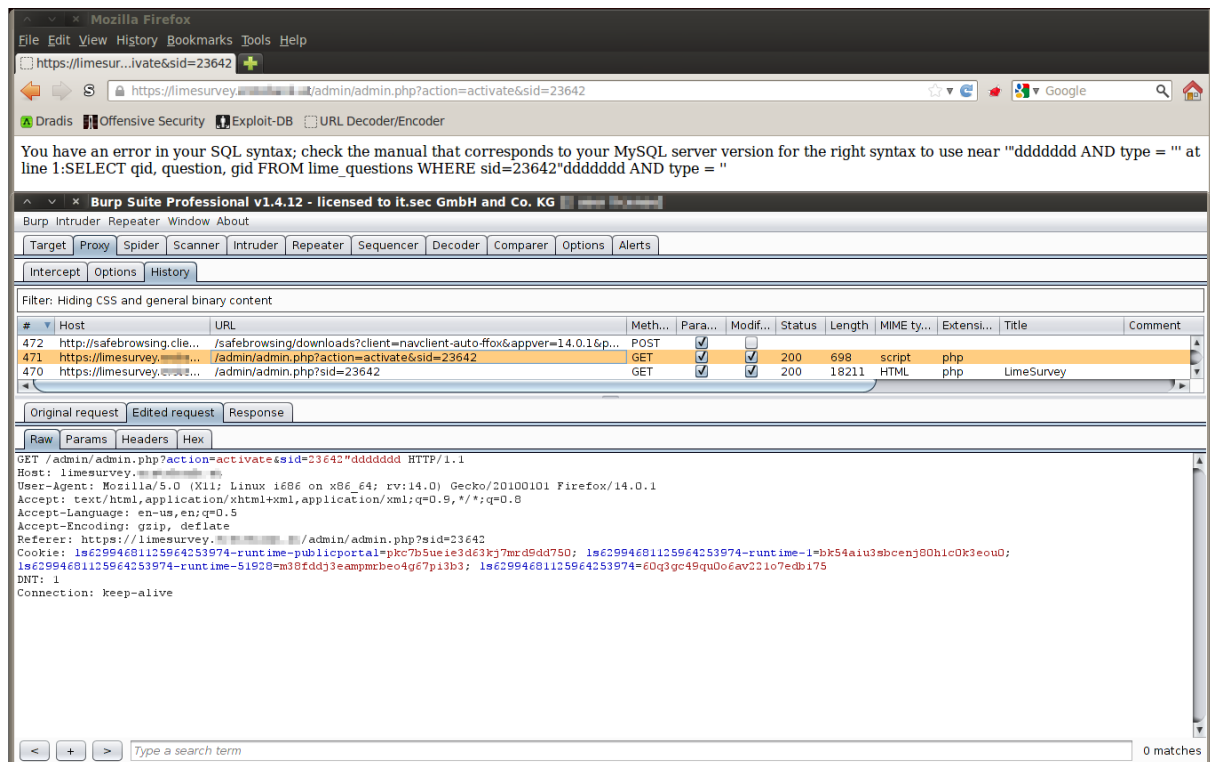 Mozilla Firefox
File Edit View History Bookmarks Tools Help
https://limesur...ivate&sid=23642
S https://limesurvey. /admin/admin.php?action=activate&sid=23642 Google
Dradis Offensive Security Exploit-DB URL Decoder/Encoder
You have an error in your SQL syntax; check the manual that corresponds to your MySQL server version for the right syntax to use near '"ddddddd AND type = ''' at
line 1:SELECT qid, question, gid FROM lime_questions WHERE sid=23642"ddddddd AND type = ''
Burp Suite Professional v1.4.12 - licensed to it.sec GmbH and Co. KG
Burp Intruder Repeater Window About
Target Proxy Spider Scanner Intruder Repeater Sequencer Decoder Comparer Options Alerts
Intercept Options History
Filter: Hiding CSS and general binary content
# Host URL Meth... Para... Modif... Status Length MIME ty... Extensi... Title Comment
472 http://safebrowsing.clie... /safebrowsing/downloads?client=navclient-auto-ffox&appver=14.0.1&p... POST
471 https://limesurvey. ... /admin/admin.php?action=activate&sid=23642 GET 200 698 script php
470 https://limesurvey. ... /admin/admin.php?sid=23642 GET 200 18211 HTML php LimeSurvey
Original request Edited request Response
Raw Params Headers Hex
GET /admin/admin.php?action=activate&sid=23642"ddddddd HTTP/1.1
Host: limesurvey.
User-Agent: Mozilla/5.0 (X11; Linux i686 on x86_64; rv:14.0) Gecko/20100101 Firefox/14.0.1
Accept: text/html,application/xhtml+xml,application/xml;q=0.9,*/*;q=0.8
Accept-Language: en-us,en;q=0.5
Accept-Encoding: gzip, deflate
Referer: https://limesurvey. /admin/admin.php?sid=23642
Cookie: ls62994681125964253974-runtime-publicportal=pkc7b5ueie3d63kj7mrd9dd750; ls62994681125964253974-runtime-1=bk54aiu3sbcenj80h1c0k3eou0;
ls62994681125964253974-runtime-51928=m38fddj3eampmrbeo4g67pi3b3; ls62994681125964253974=60q3gc49qu0o6av221o7edbi75
DNT: 1
Connection: keep-alive
< + > Type a search term 0 matches